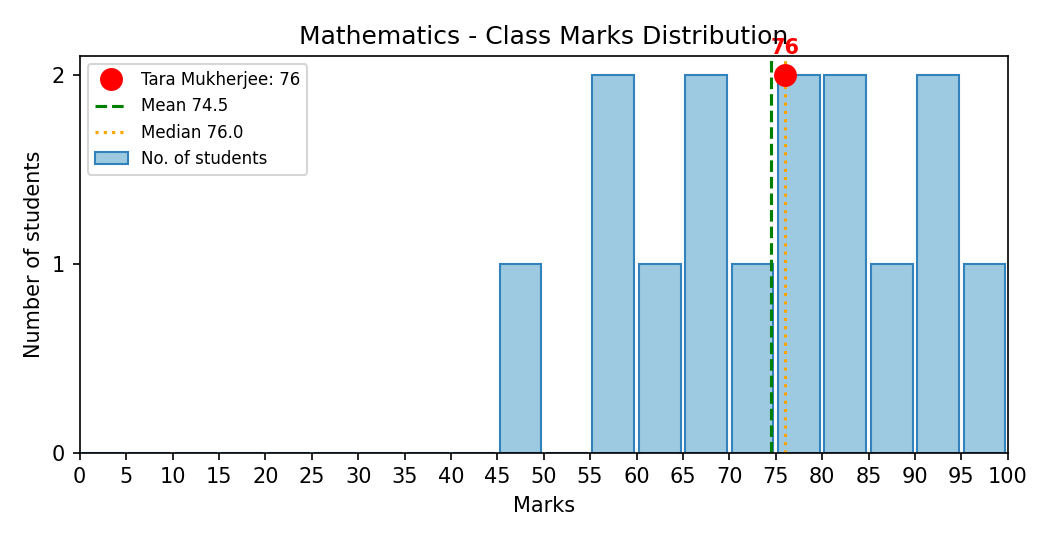 Mathematics - Class Marks Distribution
76
Tara Mukherjee: 76
Mean 74.5
Median 76.0
No. of students
Number of students
2
1
0
0 5 10 15 20 25 30 35 40 45 50 55 60 65 70 75 80 85 90 95 100
Marks